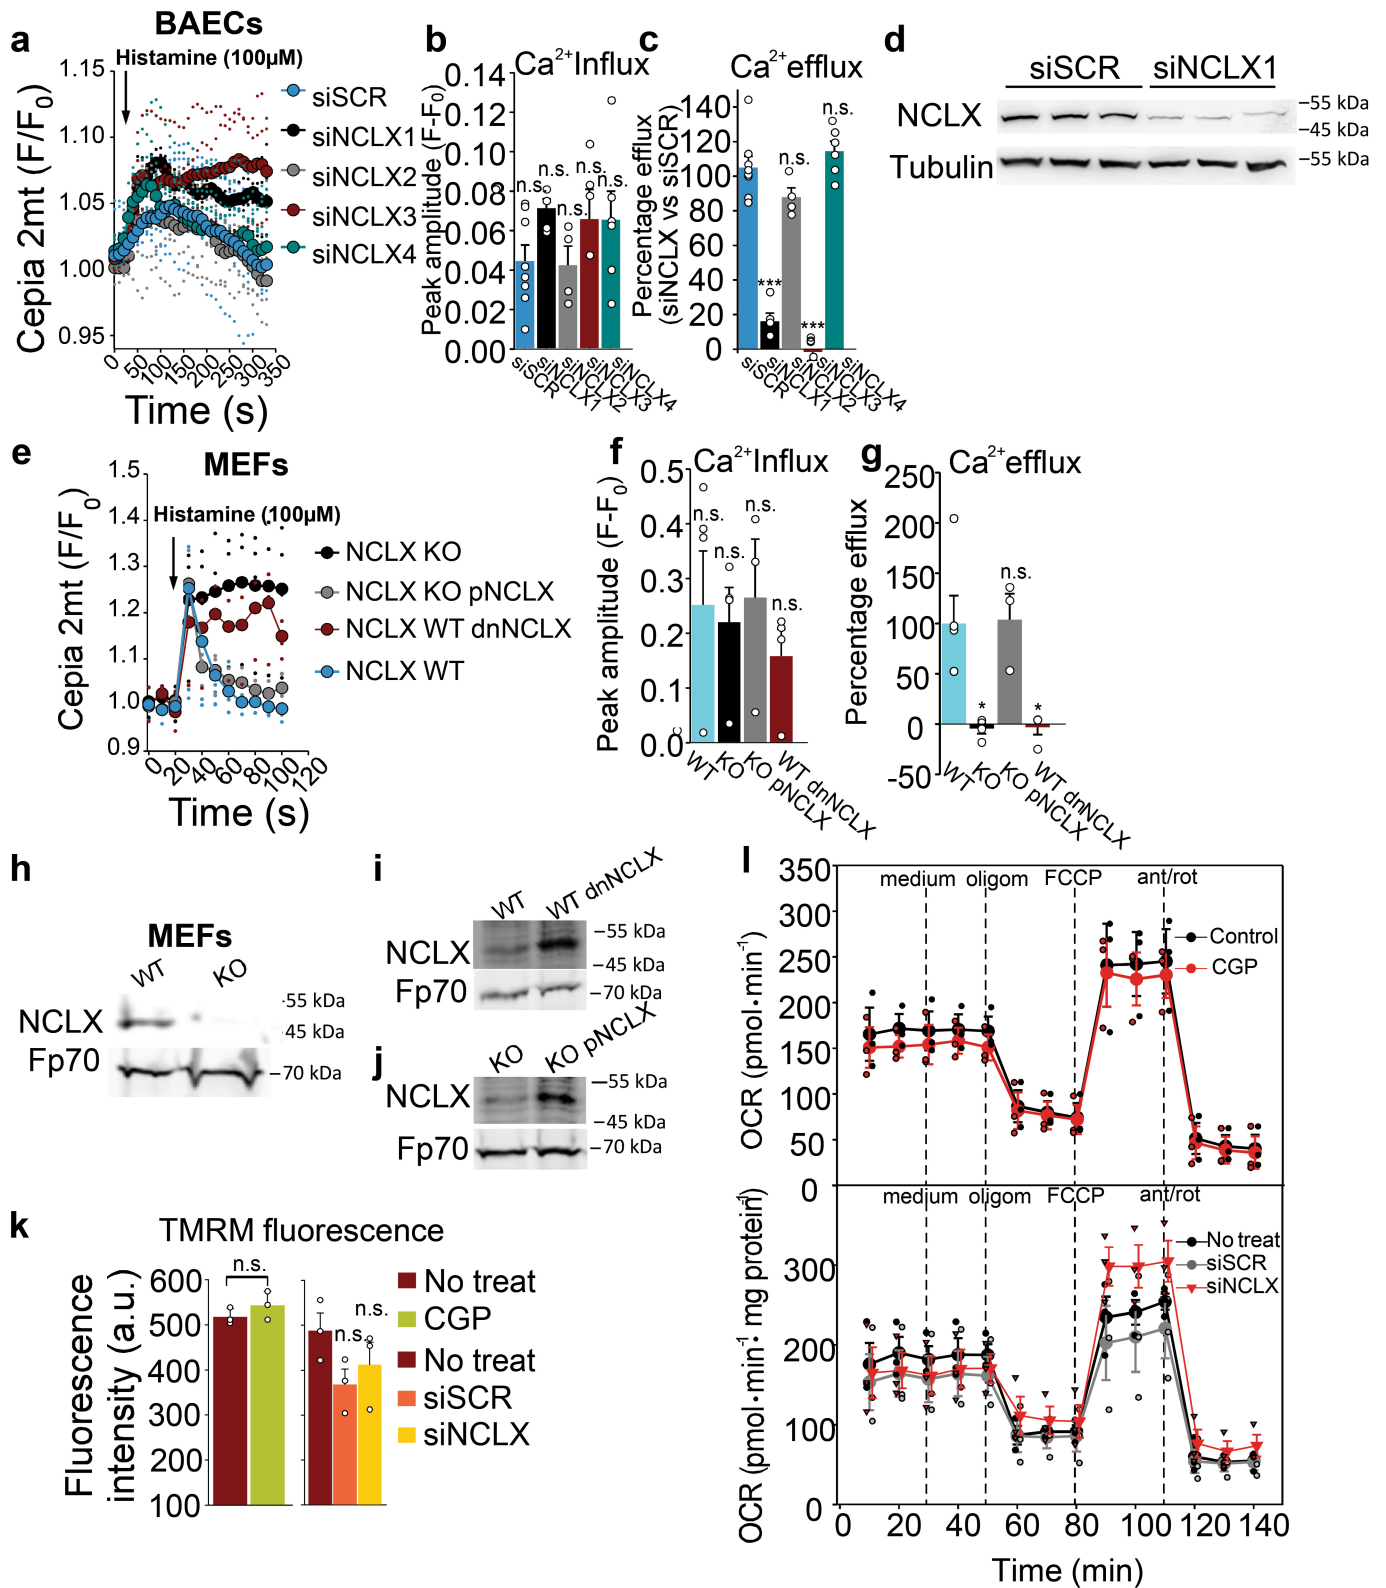 a
BAECs
Histamine (100µM)
Cepia 2mt (F/F0)
1.15
1.10
1.05
1.00
0.95
0
50
100
150
200
250
300
350
Time (s)
siSCR
siNCLX1
siNCLX2
siNCLX3
siNCLX4
b
Ca2+Influx
Peak amplitude (F-F0)
0.14
0.12
0.10
0.08
0.06
0.04
0.02
0.00
n.s.
n.s.
n.s.
n.s.
n.s.
siSCR
siNCLX1
siNCLX2
siNCLX3
siNCLX4
c
Ca2+efflux
Percentage efflux
(siNCLX vs siSCR)
140
120
100
80
60
40
20
0
***
n.s.
***
n.s.
siSCR
siNCLX1
siNCLX2
siNCLX3
siNCLX4
d
siSCR siNCLX1
NCLX
Tubulin
–55 kDa
–45 kDa
–55 kDa
e
MEFs
Histamine (100µM)
Cepia 2mt (F/F0)
1.5
1.4
1.3
1.2
1.1
1.0
0.9
0
20
40
60
80
100
120
Time (s)
NCLX KO
NCLX KO pNCLX
NCLX WT dnNCLX
NCLX WT
f
Ca2+Influx
Peak amplitude (F-F0)
0.5
0.4
0.3
0.2
0.1
0.0
n.s.
n.s.
n.s.
n.s.
WT
KO
KO pNCLX
WT dnNCLX
g
Ca2+efflux
Percentage efflux
250
200
150
100
50
0
-50
*
n.s.
*
WT
KO
KO pNCLX
WT dnNCLX
h
MEFs
WT KO
NCLX
Fp70
-55 kDa
45 kDa
–70 kDa
i
WT WT dnNCLX
NCLX
Fp70
–55 kDa
–45 kDa
–70 kDa
j
KO KO pNCLX
NCLX
Fp70
–55 kDa
–45 kDa
–70 kDa
k
TMRM fluorescence
Fluorescence
intensity (a.u.)
600
500
400
300
200
100
n.s.
n.s.
n.s.
No treat
CGP
No treat
siSCR
siNCLX
l
OCR (pmol·min-1)
350
300
250
200
150
100
50
0
medium oligom FCCP ant/rot
Control
CGP
OCR (pmol·min-1· mg protein-1)
300
200
100
0
medium oligom FCCP ant/rot
No treat
siSCR
siNCLX
0 20 40 60 80 100 120 140
Time (min)